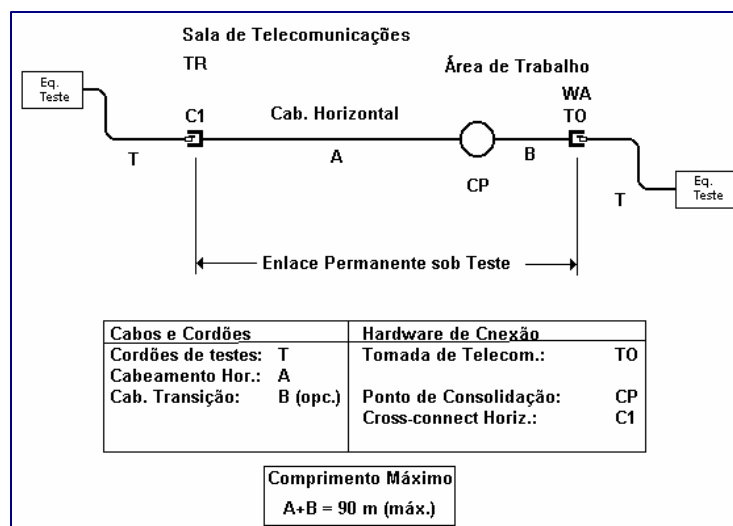 Sala de Telecomunicações
TR
Área de Trabalho
Eq.
Teste
WA
C1
Cab. Horizontal
TO
T
A
B
CP
T
Eq.
Teste
Enlace Permanente sob Teste
Cabos e Cordões
Cordões de testes: T
Cabeamento Hor.: A
Cab. Transição: B (opc.)
Hardware de Cnexão
Tomada de Telecom.: TO
Ponto de Consolidação: CP
Cross-connect Horiz.: C1
Comprimento Máximo
A+B = 90 m (máx.)